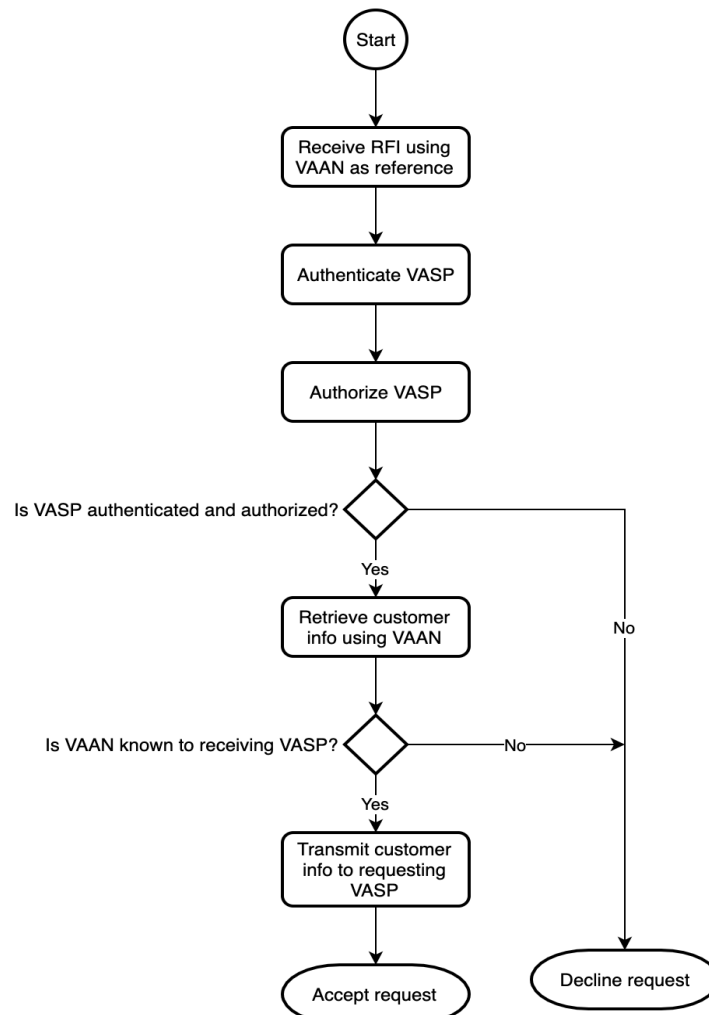 Start
Receive RFI using
VAAN as reference
Authenticate VASP
Authorize VASP
Is VASP authenticated and authorized?
Yes
Retrieve customer
info using VAAN
No
Is VAAN known to receiving VASP?
No
Yes
Transmit customer
info to requesting
VASP
Decline request
Accept request